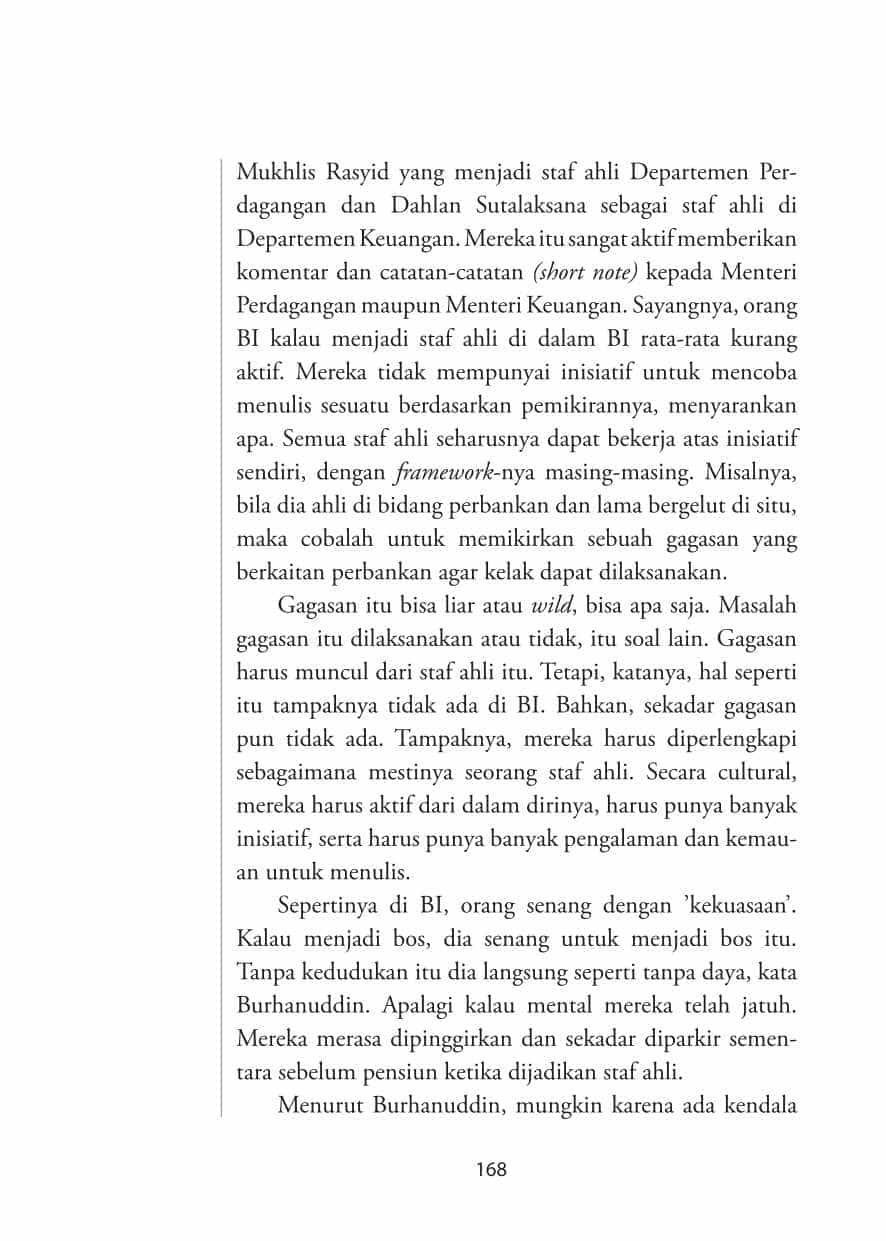 Mukhlis Rasyid yang menjadi staf ahli Departemen Per-
dagangan dan Dahlan Sutalaksana sebagai staf ahli di
Departemen Keuangan. Mereka itu sangat aktif memberikan
komentar dan catatan-catatan (short note) kepada Menteri
Perdagangan maupun Menteri Keuangan. Sayangnya, orang
BI kalau menjadi staf ahli di dalam BI rata-rata kurang
aktif. Mereka tidak mempunyai inisiatif untuk mencoba
menulis sesuatu berdasarkan pemikirannya, menyarankan
apa. Semua staf ahli seharusnya dapat bekerja atas inisiatif
sendiri, dengan framework-nya masing-masing. Misalnya,
bila dia ahli di bidang perbankan dan lama bergelut di situ,
maka cobalah untuk memikirkan sebuah gagasan yang
berkaitan perbankan agar kelak dapat dilaksanakan.
Gagasan itu bisa liar atau wild, bisa apa saja. Masalah
gagasan itu dilaksanakan atau tidak, itu soal lain. Gagasan
harus muncul dari staf ahli itu. Tetapi, katanya, hal seperti
itu tampaknya tidak ada di BI. Bahkan, sekadar gagasan
pun tidak ada. Tampaknya, mereka harus diperlengkapi
sebagaimana mestinya seorang staf ahli. Secara cultural,
mereka harus aktif dari dalam dirinya, harus punya banyak
inisiatif, serta harus punya banyak pengalaman dan kemau-
an untuk menulis.
Sepertinya di BI, orang senang dengan ’kekuasaan’.
Kalau menjadi bos, dia senang untuk menjadi bos itu.
Tanpa kedudukan itu dia langsung seperti tanpa daya, kata
Burhanuddin. Apalagi kalau mental mereka telah jatuh.
Mereka merasa dipinggirkan dan sekadar diparkir semen-
tara sebelum pensiun ketika dijadikan staf ahli.
Menurut Burhanuddin, mungkin karena ada kendala
168